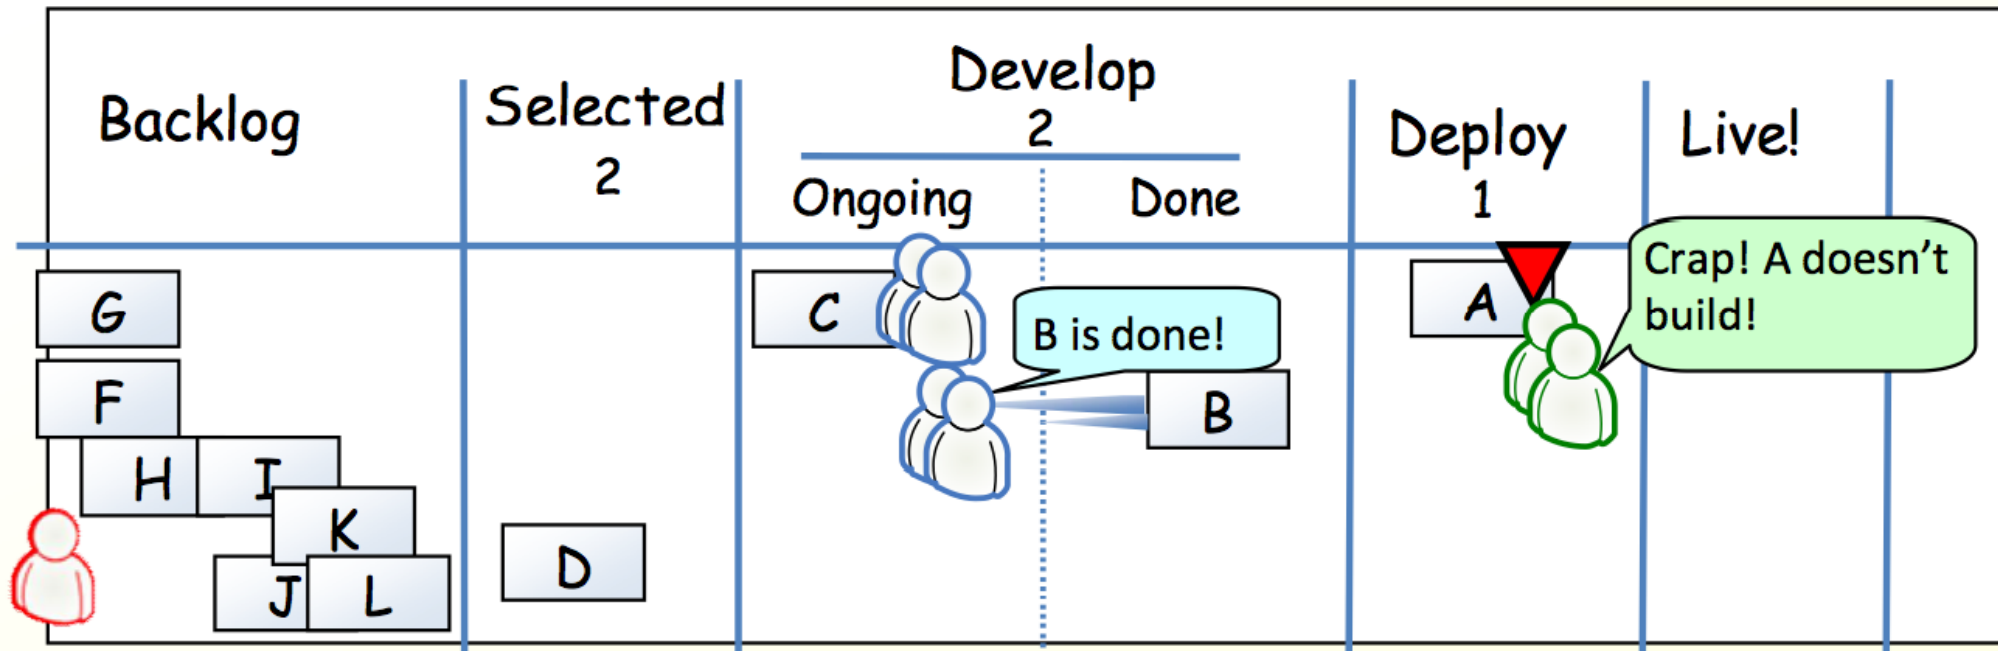 Backlog
Selected
2
Develop
2
Ongoing
Done
Deploy
1
Live!
G
F
H
I
K
J
L
D
C
B is done!
B
A
Crap! A doesn't
build!